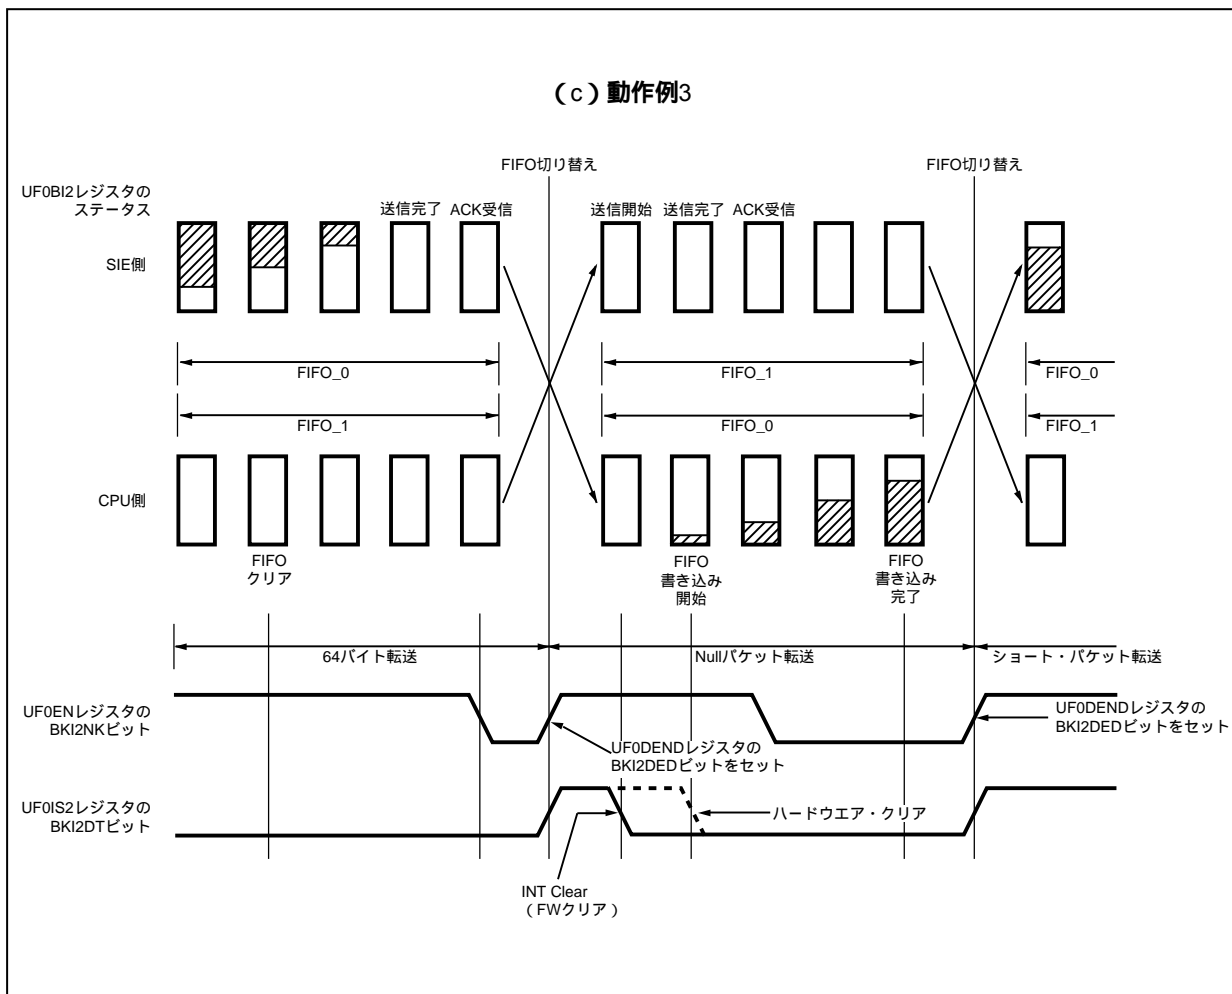 （c）動作例3
FIFO切り替え
FIFO切り替え
UF0BI2レジスタの
ステータス
送信完了
ACK受信
送信開始
送信完了
ACK受信
SIE側
FIFO_0
FIFO_1
FIFO_0
FIFO_1
FIFO_0
FIFO_1
CPU側
FIFO
クリア
FIFO
書き込み
開始
FIFO
書き込み
完了
64バイト転送
Nullパケット転送
ショート・パケット転送
UF0ENレジスタの
BKI2NKビット
UF0DENDレジスタの
BKI2DEDビットをセット
UF0DENDレジスタの
BKI2DEDビットをセット
UF0IS2レジスタの
BKI2DTビット
ハードウエア・クリア
INT Clear
（FWクリア）